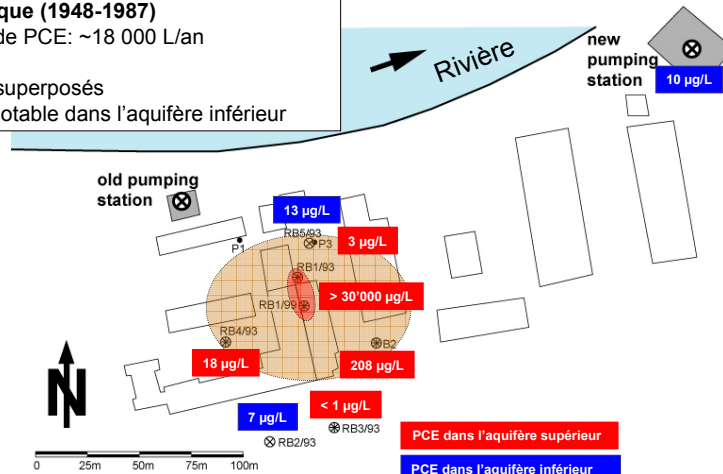 que (1948-1987)
de PCE: ~18 000 L/an
superposés
otable dans l'aquifère inférieur
Rivière
new
pumping
station
10 µg/L
old pumping
station
13 µg/L
RB5/93
P3
3 µg/L
P1
RB1/93
> 30'000 µg/L
RB1/99
RB4/93
B2
18 µg/L
208 µg/L
N
< 1 µg/L
7 µg/L
RB3/93
RB2/93
PCE dans l'aquifère supérieur
PCE dans l'aquifère inférieur
0 25m 50m 75m 100m